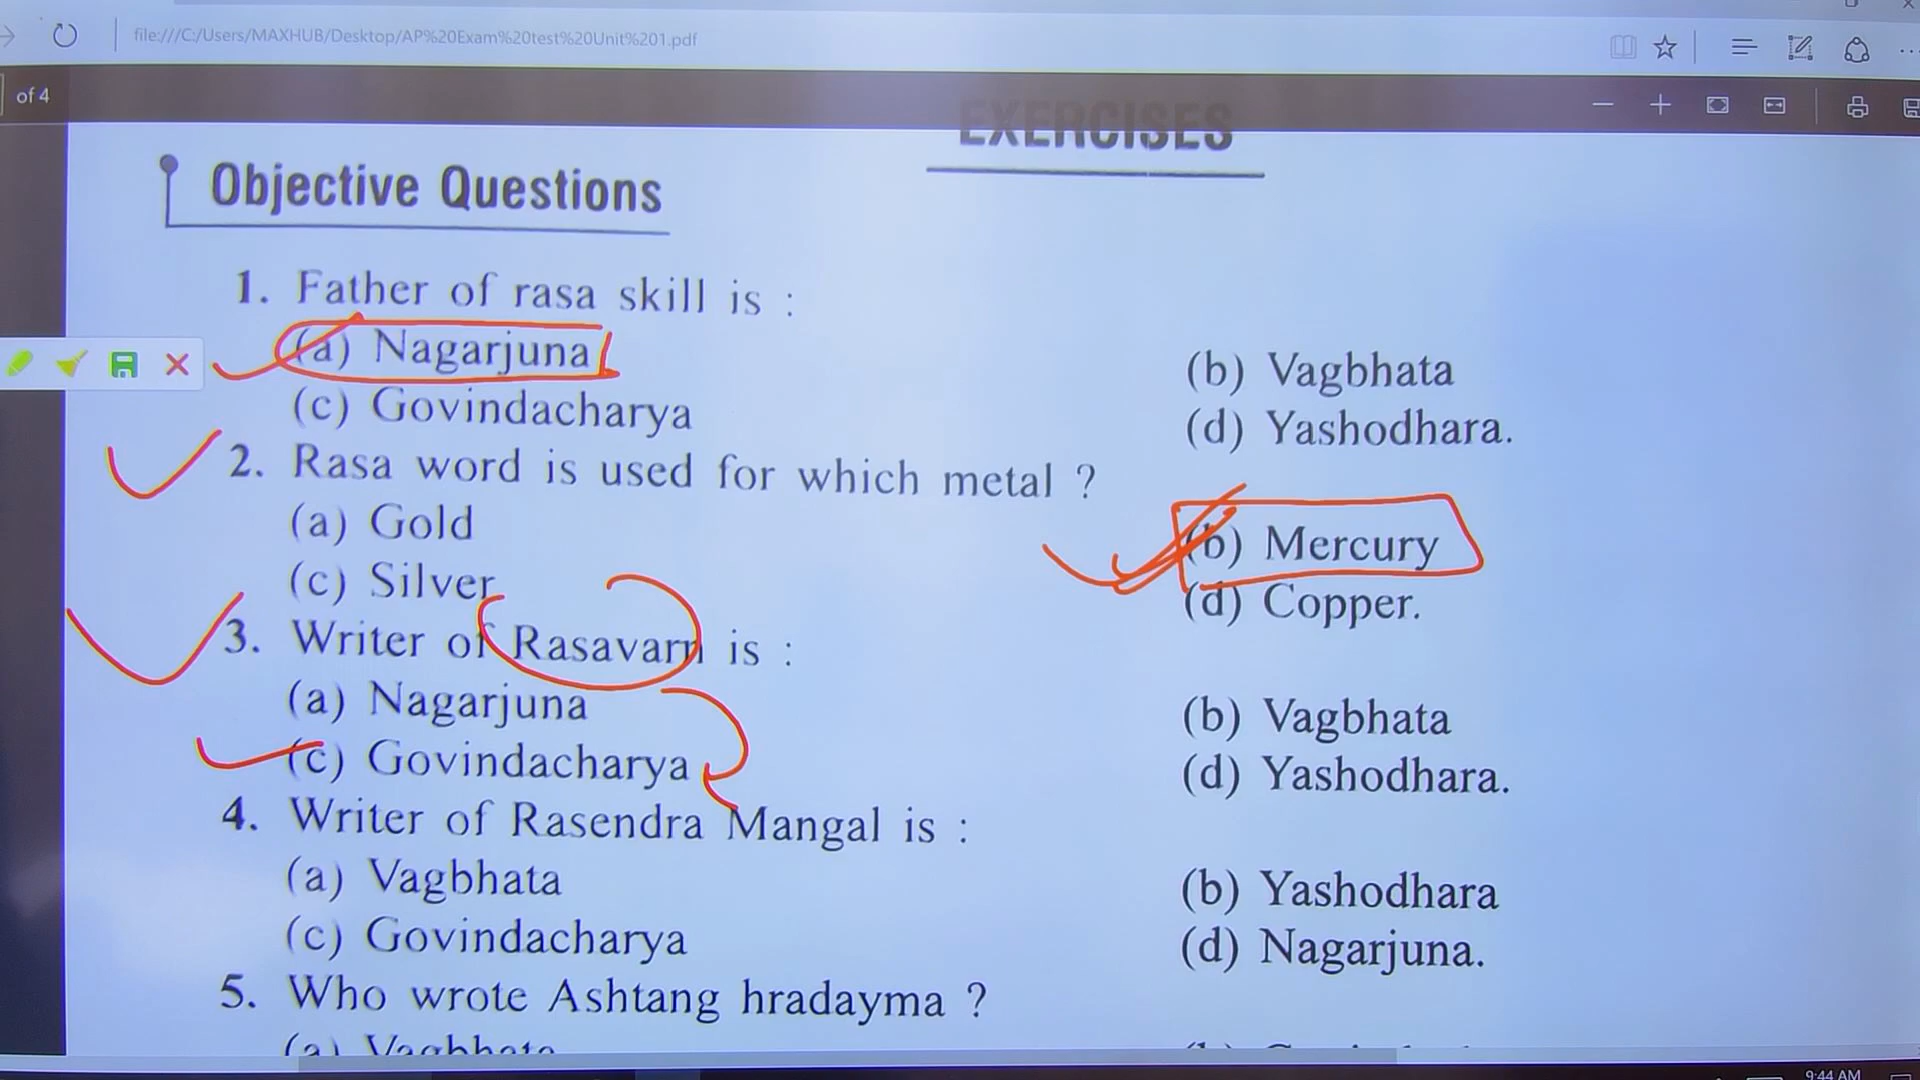 file:///C:/Users/MAXHUB/Desktop/AP%20Exam%20test%20Unit%201.pdf
of 4
EXERCISES
Objective Questions
1. Father of rasa skill is :
(a) Nagarjuna
(b) Vagbhata
(c) Govindacharya
(d) Yashodhara.
2. Rasa word is used for which metal ?
(a) Gold
(b) Mercury
(c) Silver
(d) Copper.
3. Writer of Rasavarn is :
(a) Nagarjuna
(b) Vagbhata
(c) Govindacharya
(d) Yashodhara.
4. Writer of Rasendra Mangal is :
(a) Vagbhata
(b) Yashodhara
(c) Govindacharya
(d) Nagarjuna.
5. Who wrote Ashtang hradayma ?
(a) Vagbhata
9:44 AM